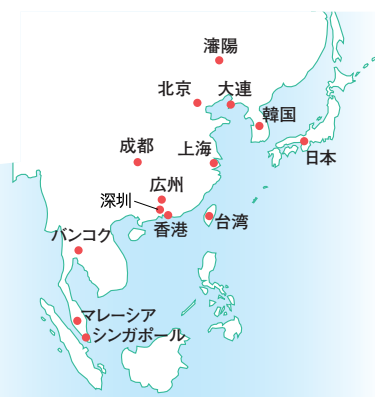 瀋陽
北京
大連
韓国
成都
上海
日本
広州
深圳
香港
台湾
バンコク
マレーシア
シンガポール